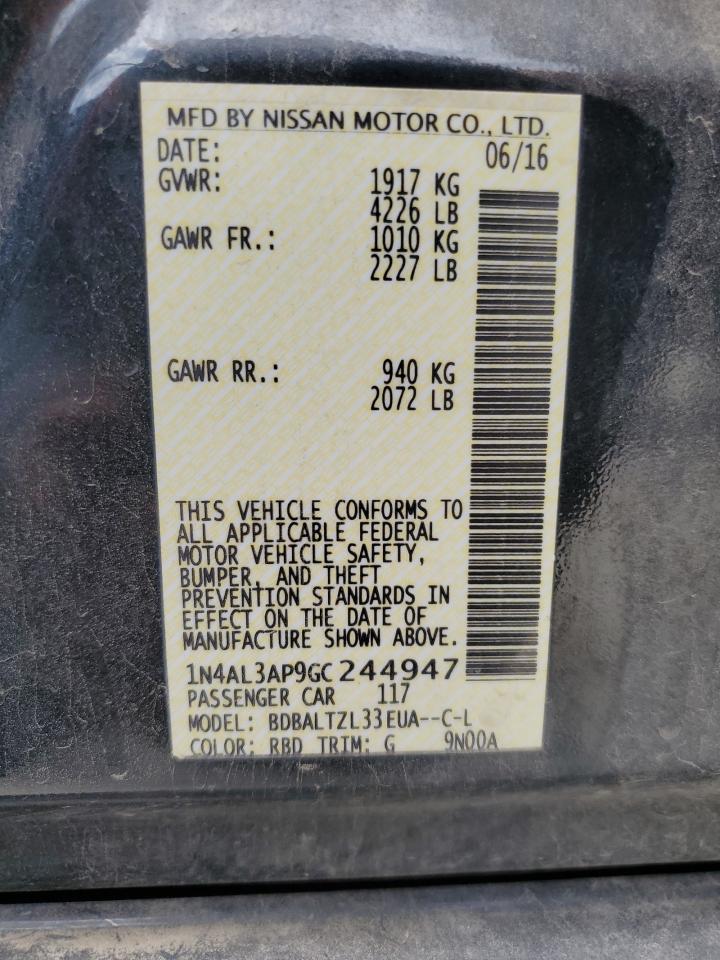 MFD BY NISSAN MOTOR CO., LTD.
DATE: 06/16
GVWR: 1917 KG
4226 LB
GAWR FR.: 1010 KG
2227 LB
GAWR RR.: 940 KG
2072 LB
THIS VEHICLE CONFORMS TO
ALL APPLICABLE FEDERAL
MOTOR VEHICLE SAFETY,
BUMPER, AND THEFT
PREVENTION STANDARDS IN
EFFECT ON THE DATE OF
MANUFACTURE SHOWN ABOVE.
1N4AL3AP9GC244947
PASSENGER CAR 117
MODEL: BDBALTZL33EUA--C-L
COLOR: RBD TRIM: G 9N00A